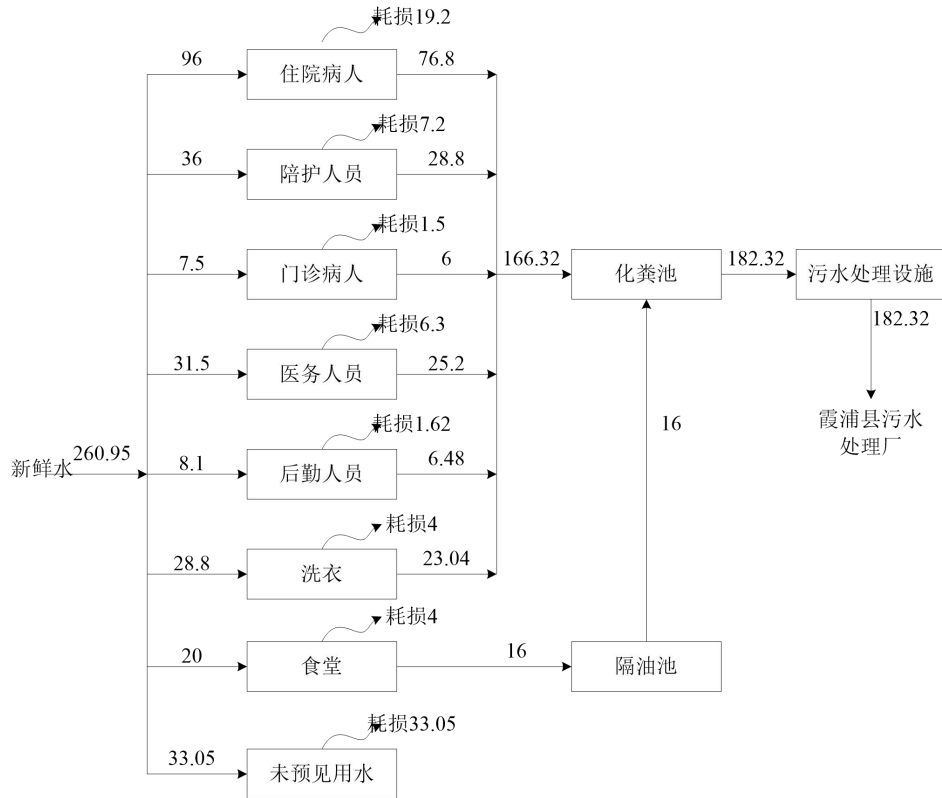 耗损19.2
96
住院病人
76.8
耗损7.2
36
陪护人员
28.8
耗损1.5
7.5
门诊病人
6
166.32
化粪池
182.32
污水处理设施
182.32
耗损6.3
31.5
医务人员
25.2
霞浦县污水
处理厂
16
耗损1.62
新鲜水
260.95
8.1
后勤人员
6.48
耗损4
28.8
洗衣
23.04
耗损4
20
食堂
16
隔油池
耗损33.05
33.05
未预见用水